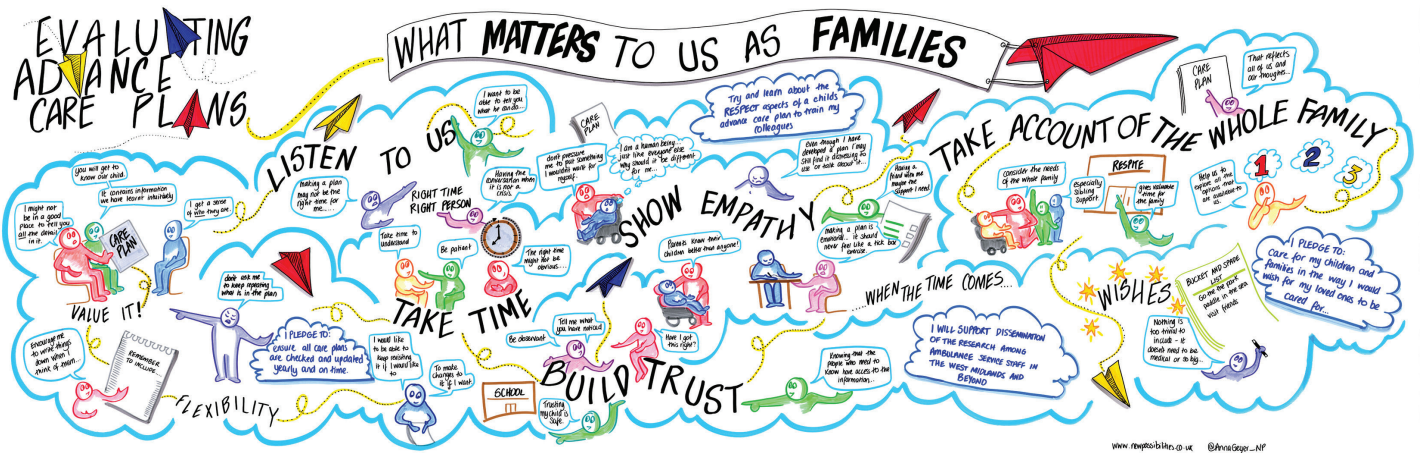 EVALUATING
ADVANCE
CARE PLANS
WHAT MATTERS TO US AS FAMILIES
you will get to
know our child.
It contains information
we have learnt intuitively
I get a sense
of who they are.
I might not
be in a good
place to tell you
all the detail
in it.
CARE
PLAN
VALUE IT!
Encourage me
to write things
down when I
think of them...
REMEMBER
TO INCLUDE
FLEXIBILITY
LISTEN TO US
making a plan
may not be the
right time for
me.....
I want to be
able to tell you
what he can do...
RIGHT TIME
RIGHT PERSON
Having the
conversation when
it is not a
crisis.
Take time to
understand
Be patient
The right time
might not be
obvious...
TAKE TIME
don't ask me
to keep repeating
what is in the plan
I PLEDGE TO:
ensure all care plans
are checked and updated
yearly and on time.
I would like
to be able
to keep revisiting
it if I would
like to
To make
changes to
it if I want.
SCHOOL
Trusting
my child is
safe.
Tell me what
you have noticed
Be observant
BUILD TRUST
Have I got
this right?
Parents know their
children better than anyone!
CARE
PLAN
don't pressure
me to put something
I wouldn't want for
myself.
I am a human being...
just like everyone else
why should it be different
for me...
Try and learn about the
RESPECT aspects of a childs
advance care plan to train my
colleagues
SHOW EMPATHY
Even though I have
developed a plan I may
still find it distressing to
use or talk about it...
Having a
friend with me
maybe the
support I need
making a plan is
emotional... it should
never feel like a tick box
exercise.
...WHEN THE TIME COMES....
Knowing that the
people who need to
know have access to the
information...
I WILL SUPPORT DISSEMINATION
OF THE RESEARCH AMONG
AMBULANCE SERVICE STAFF IN
THE WEST MIDLANDS AND
BEYOND
TAKE ACCOUNT OF THE WHOLE FAMILY
CARE
PLAN
That reflects
all of us and
our thoughts...
consider the needs
of the whole family
especially
sibling
support.
RESPITE
gives valuable
time for
the family
Help us to
explore all the
options that
are available to
us.
1 2 3
WISHES
BUCKET AND SPADE
LIST
Go to the park
paddle in the sea
visit friends
Nothing is
too trivial to
include - it
doesn't need to be
medical or so big...
I PLEDGE TO:
care for my children and
families in the way I would
wish for my loved ones to be
cared for...
www.newpossibilities.co.uk @AnnaGeyer_NP